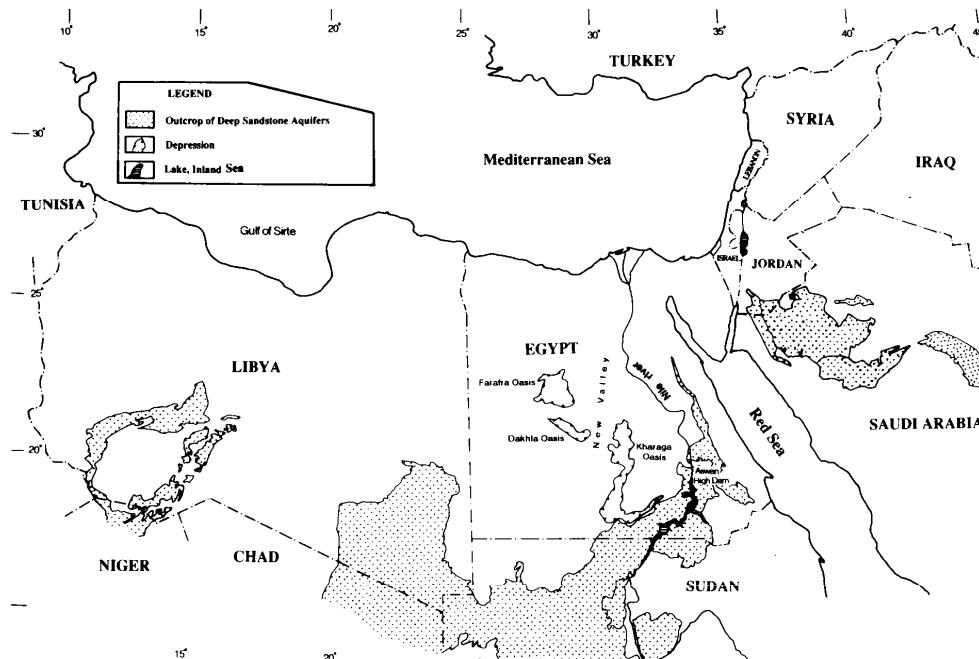 10°
15°
25°
30°
35°
40°
45
TURKEY
LEGEND
Outcrop of Deep Sandstone Aquifers
Depression
Lake, Inland Sea
SYRIA
30°
Mediterranean Sea
LEBANON
IRAQ
TUNISIA
Gulf of Sirte
ISRAEL
JORDAN
25°
EGYPT
LIBYA
Farafra Oasis
New Valley
Nile river
Dakhla Oasis
Kharaga
Oasis
Red Sea
SAUDI ARABIA
20°
Aswan
High Dam
NIGER
CHAD
SUDAN
15°
20°